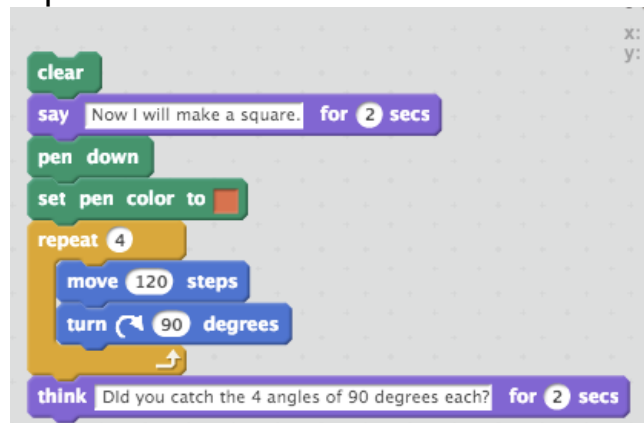 x:
y:
clear
say Now I will make a square. for 2 secs
pen down
set pen color to
repeat 4
move 120 steps
turn 90 degrees
think DId you catch the 4 angles of 90 degrees each? for 2 secs